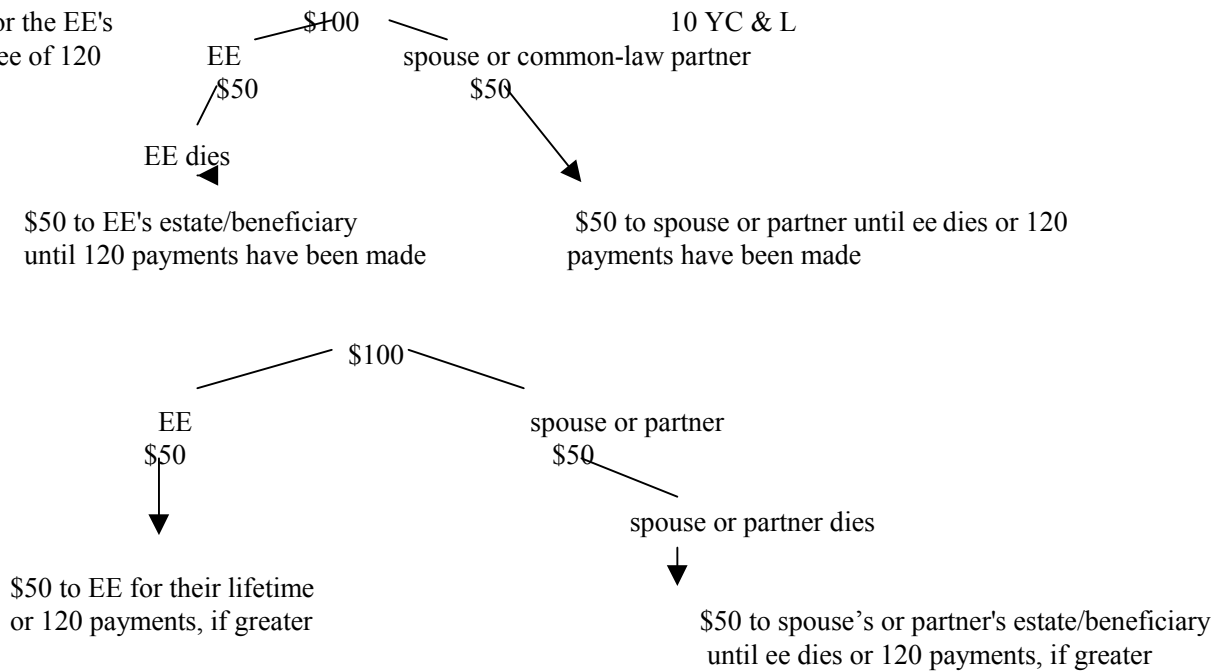 or the EE's $100 10 YC & L
ee of 120 EE spouse or common-law partner
$50 $50
EE dies
$50 to EE's estate/beneficiary $50 to spouse or partner until ee dies or 120
until 120 payments have been made payments have been made
$100
EE spouse or partner
$50 $50
spouse or partner dies
$50 to EE for their lifetime
or 120 payments, if greater $50 to spouse’s or partner's estate/beneficiary
until ee dies or 120 payments, if greater